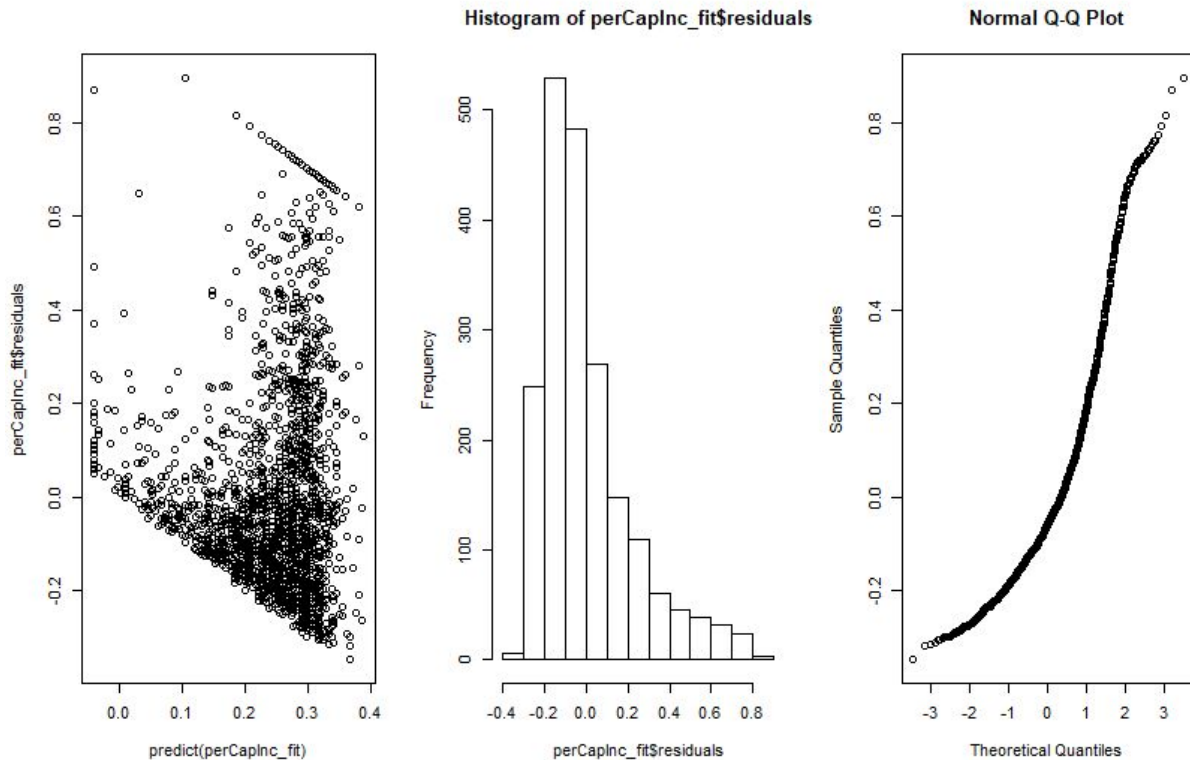 perCapInc_fit$residuals
0.8
0.6
0.4
0.2
0.0
-0.2
0.0 0.1 0.2 0.3 0.4
predict(perCapInc_fit)
Histogram of perCapInc_fit$residuals
Frequency
500
400
300
200
100
0
-0.4 -0.2 0.0 0.2 0.4 0.6 0.8
perCapInc_fit$residuals
Normal Q-Q Plot
Sample Quantiles
0.8
0.6
0.4
0.2
0.0
-0.2
-3 -2 -1 0 1 2 3
Theoretical Quantiles